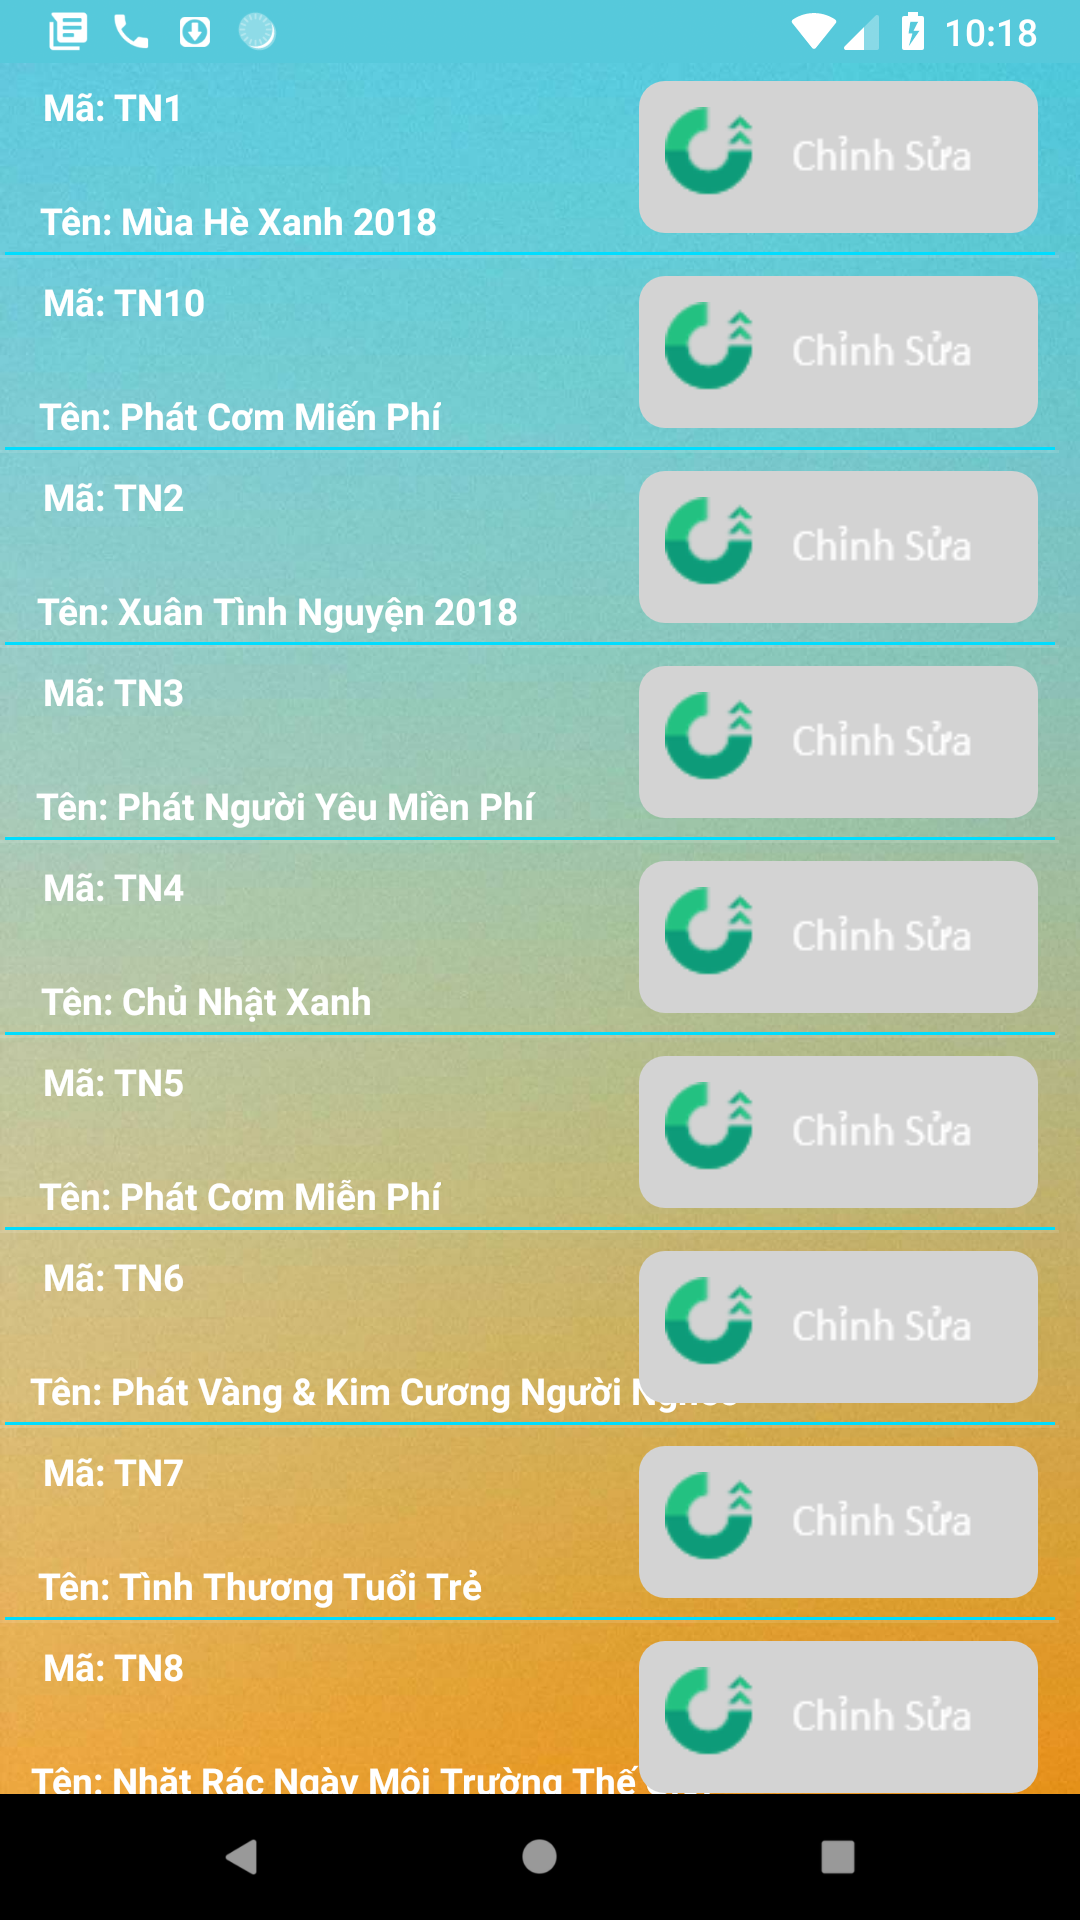 10:18
Mã: TN1
Chỉnh Sửa
Tên: Mùa Hè Xanh 2018
Mã: TN10
Chỉnh Sửa
Tên: Phát Cơm Miến Phí
Mã: TN2
Chỉnh Sửa
Tên: Xuân Tình Nguyện 2018
Mã: TN3
Chỉnh Sửa
Tên: Phát Người Yêu Miền Phí
Mã: TN4
Chỉnh Sửa
Tên: Chủ Nhật Xanh
Mã: TN5
Chỉnh Sửa
Tên: Phát Cơm Miễn Phí
Mã: TN6
Chỉnh Sửa
Tên: Phát Vàng & Kim Cương Người
Mã: TN7
Chỉnh Sửa
Tên: Tình Thương Tuổi Trẻ
Mã: TN8
Chỉnh Sửa
Tên: Nhặt Rác Ngày Môi Trường Thế